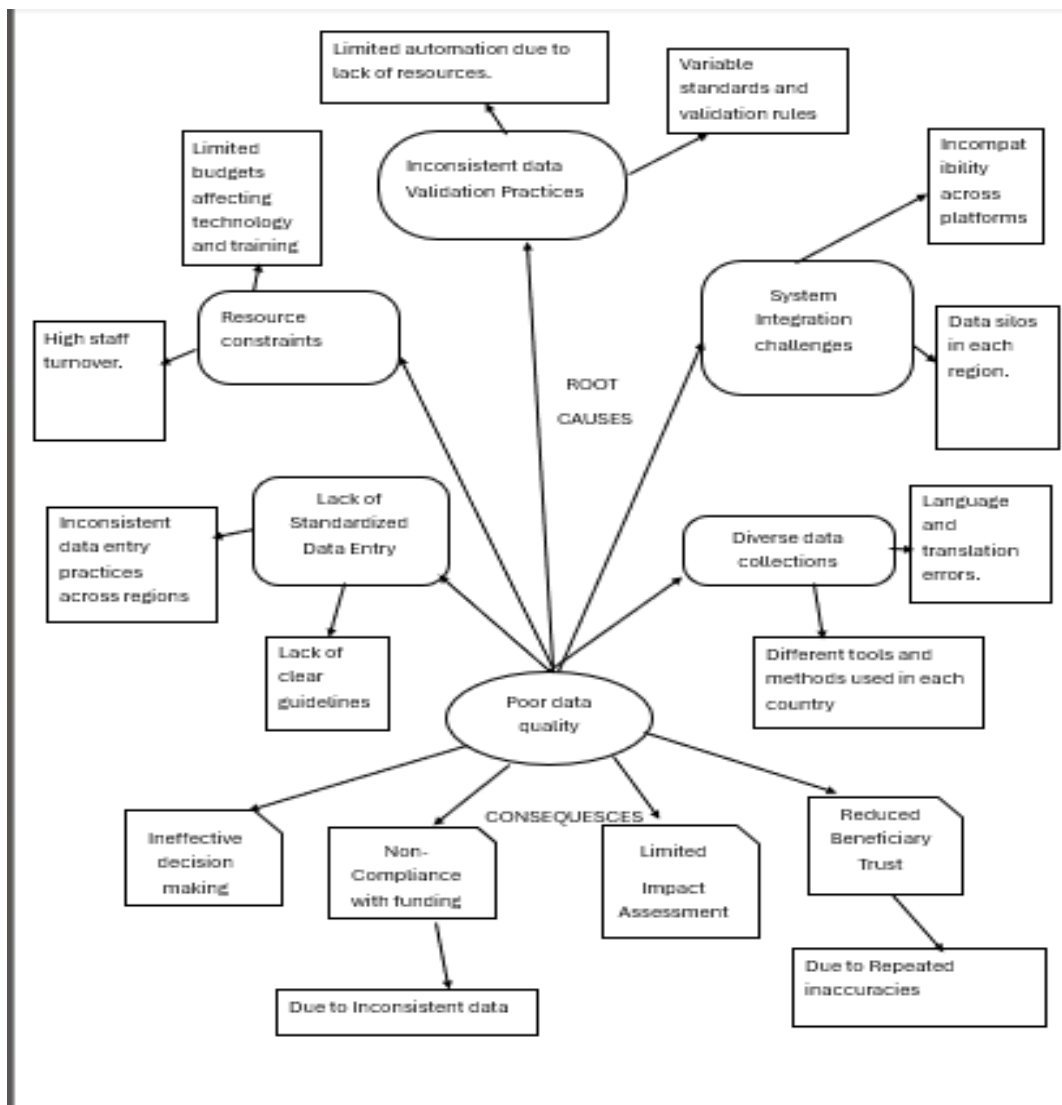 Limited automation due to
lack of resources.
Variable
standards and
validation rules
Limited
budgets
affecting
technology
and training
Inconsistent data
Validation Practices
Incompat
ibility
across
platforms
System
Integration
challenges
Resource
constraints
High staff
turnover.
Data silos
in each
region.
ROOT
CAUSES
Lack of
Standardized
Data Entry
Inconsistent
data entry
practices
across regions
Language
and
translation
errors.
Diverse data
collections
Lack of
clear
guidelines
Different tools and
methods used in each
country
Poor data
quality
CONSEQUESCES
Ineffective
decision
making
Non-
Compliance
with funding
Limited
Impact
Assessment
Reduced
Beneficiary
Trust
Due to Inconsistent data
Due to Repeated
inaccuracies